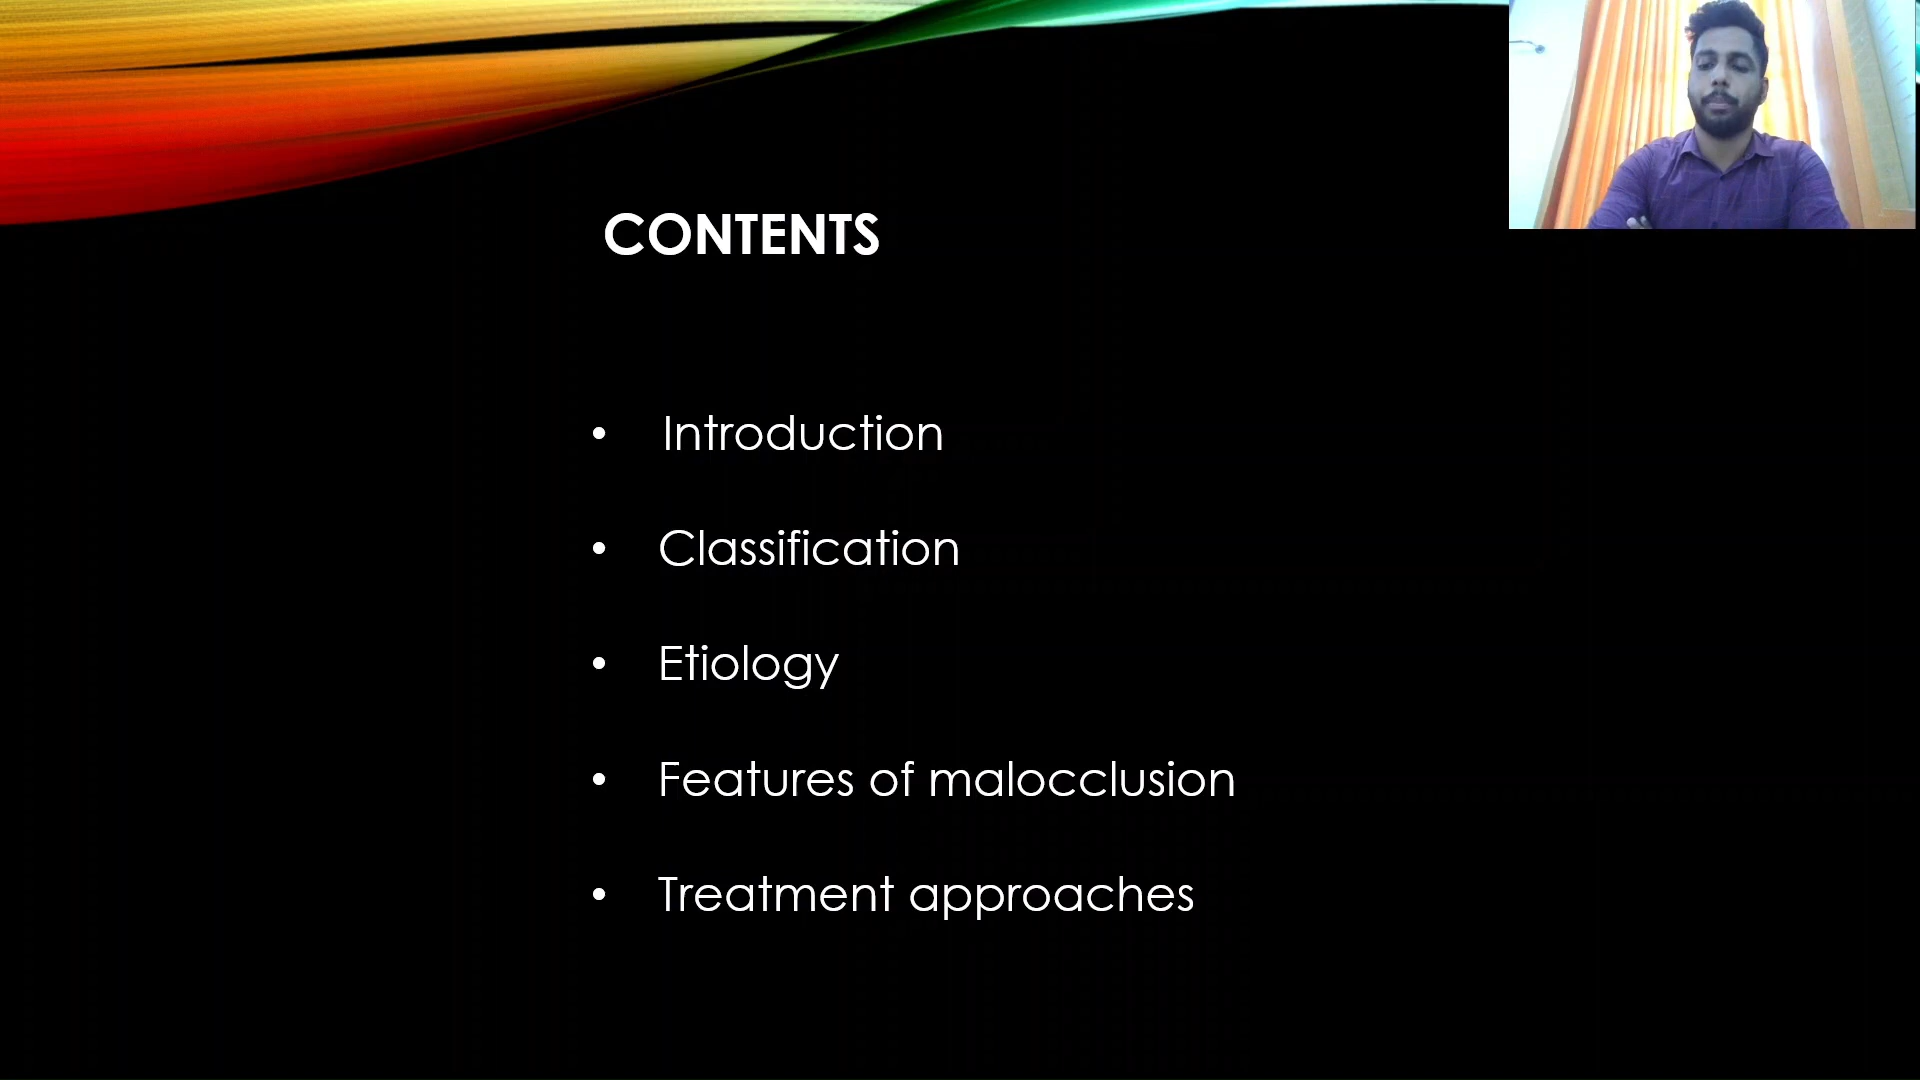 CONTENTS
• Introduction
• Classification
• Etiology
• Features of malocclusion
• Treatment approaches